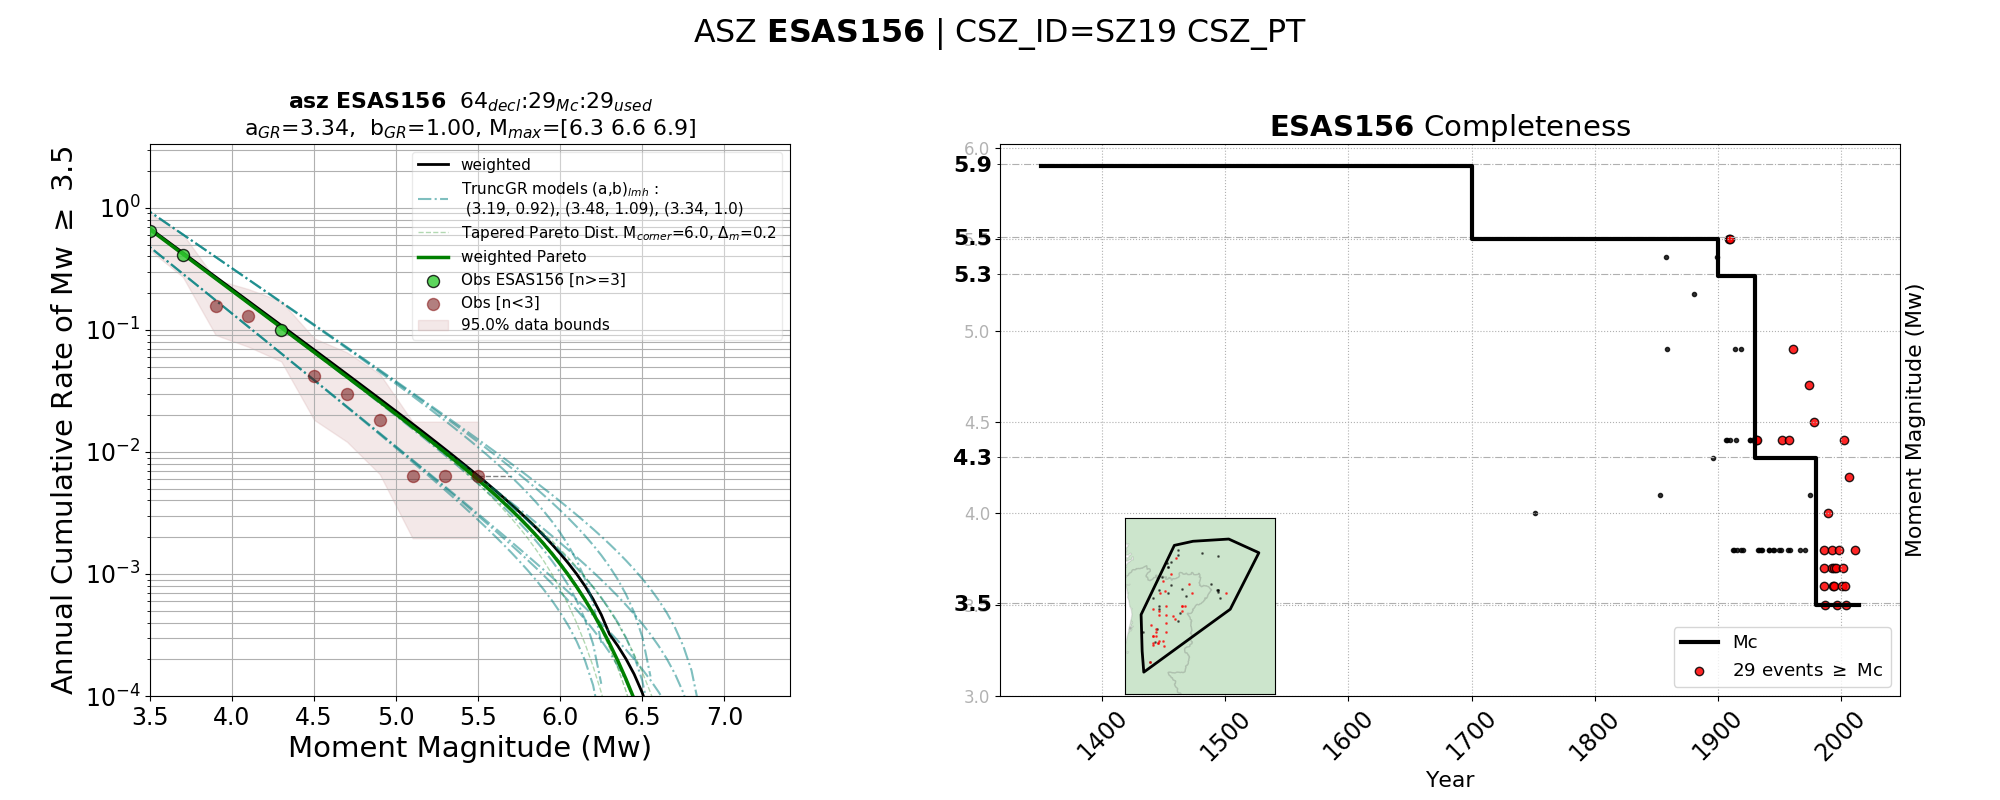 ASZ ESAS156 | CSZ_ID=SZ19 CSZ_PT
asz ESAS156 64decl:29Mc:29used
aGR=3.34, bGR=1.00, Mmax=[6.3 6.6 6.9]
Annual Cumulative Rate of Mw ≥ 3.5
10^0
10^-1
10^-2
10^-3
10^-4
weighted
TruncGR models (a,b)lmh :
(3.19, 0.92), (3.48, 1.09), (3.34, 1.0)
Tapered Pareto Dist. Mcorner=6.0, Δm=0.2
weighted Pareto
Obs ESAS156 [n>=3]
Obs [n<3]
95.0% data bounds
3.5 4.0 4.5 5.0 5.5 6.0 6.5 7.0
Moment Magnitude (Mw)
ESAS156 Completeness
6.0
5.9
5.5
5.3
5.0
4.5
4.3
4.0
3.5
3.0
Moment Magnitude (Mw)
Mc
29 events ≥ Mc
1400 1500 1600 1700 1800 1900 2000
Year